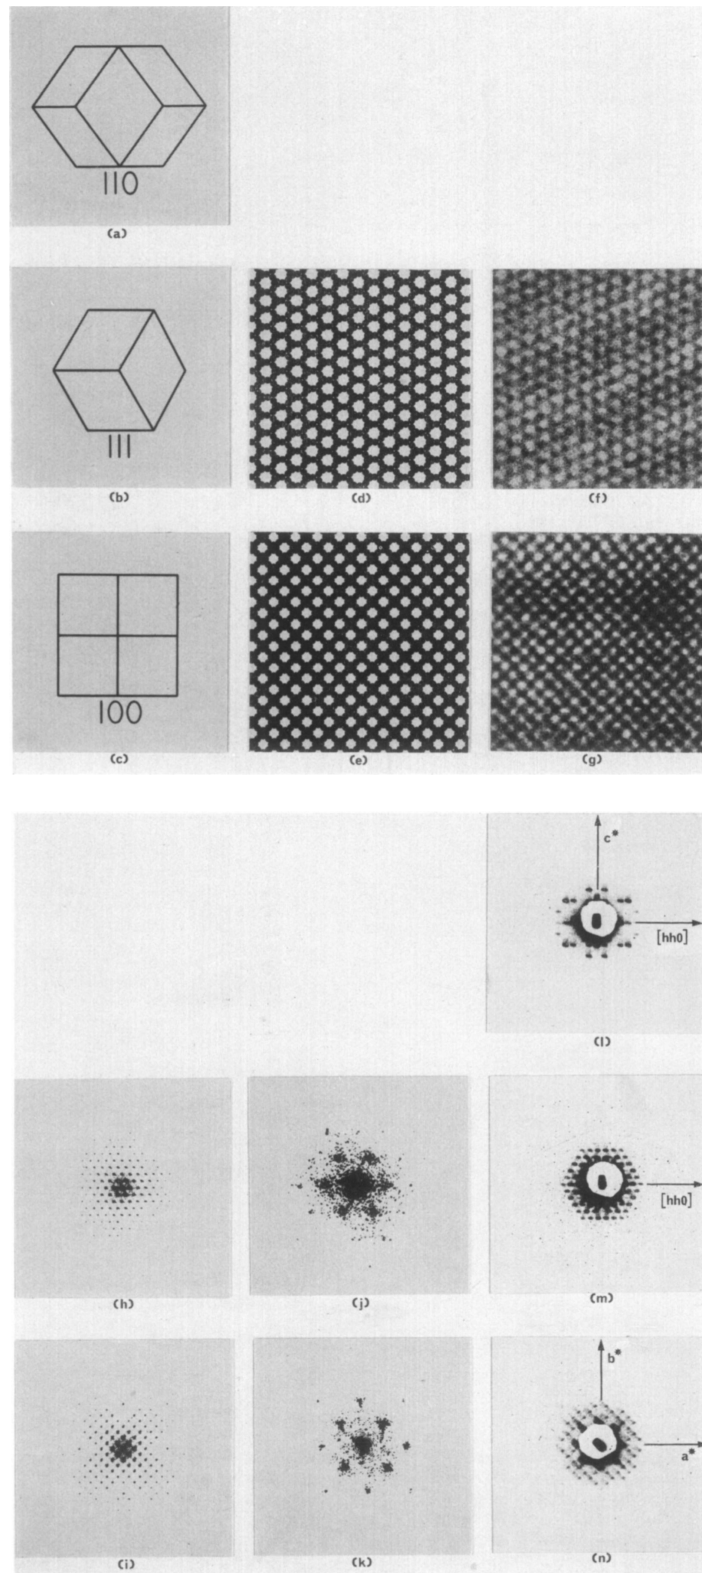 110
(a)
111
(b)
(d)
(f)
100
(c)
(e)
(g)
c*
[hh0]
(l)
[hh0]
(h)
(j)
(m)
b*
a*
(i)
(k)
(n)